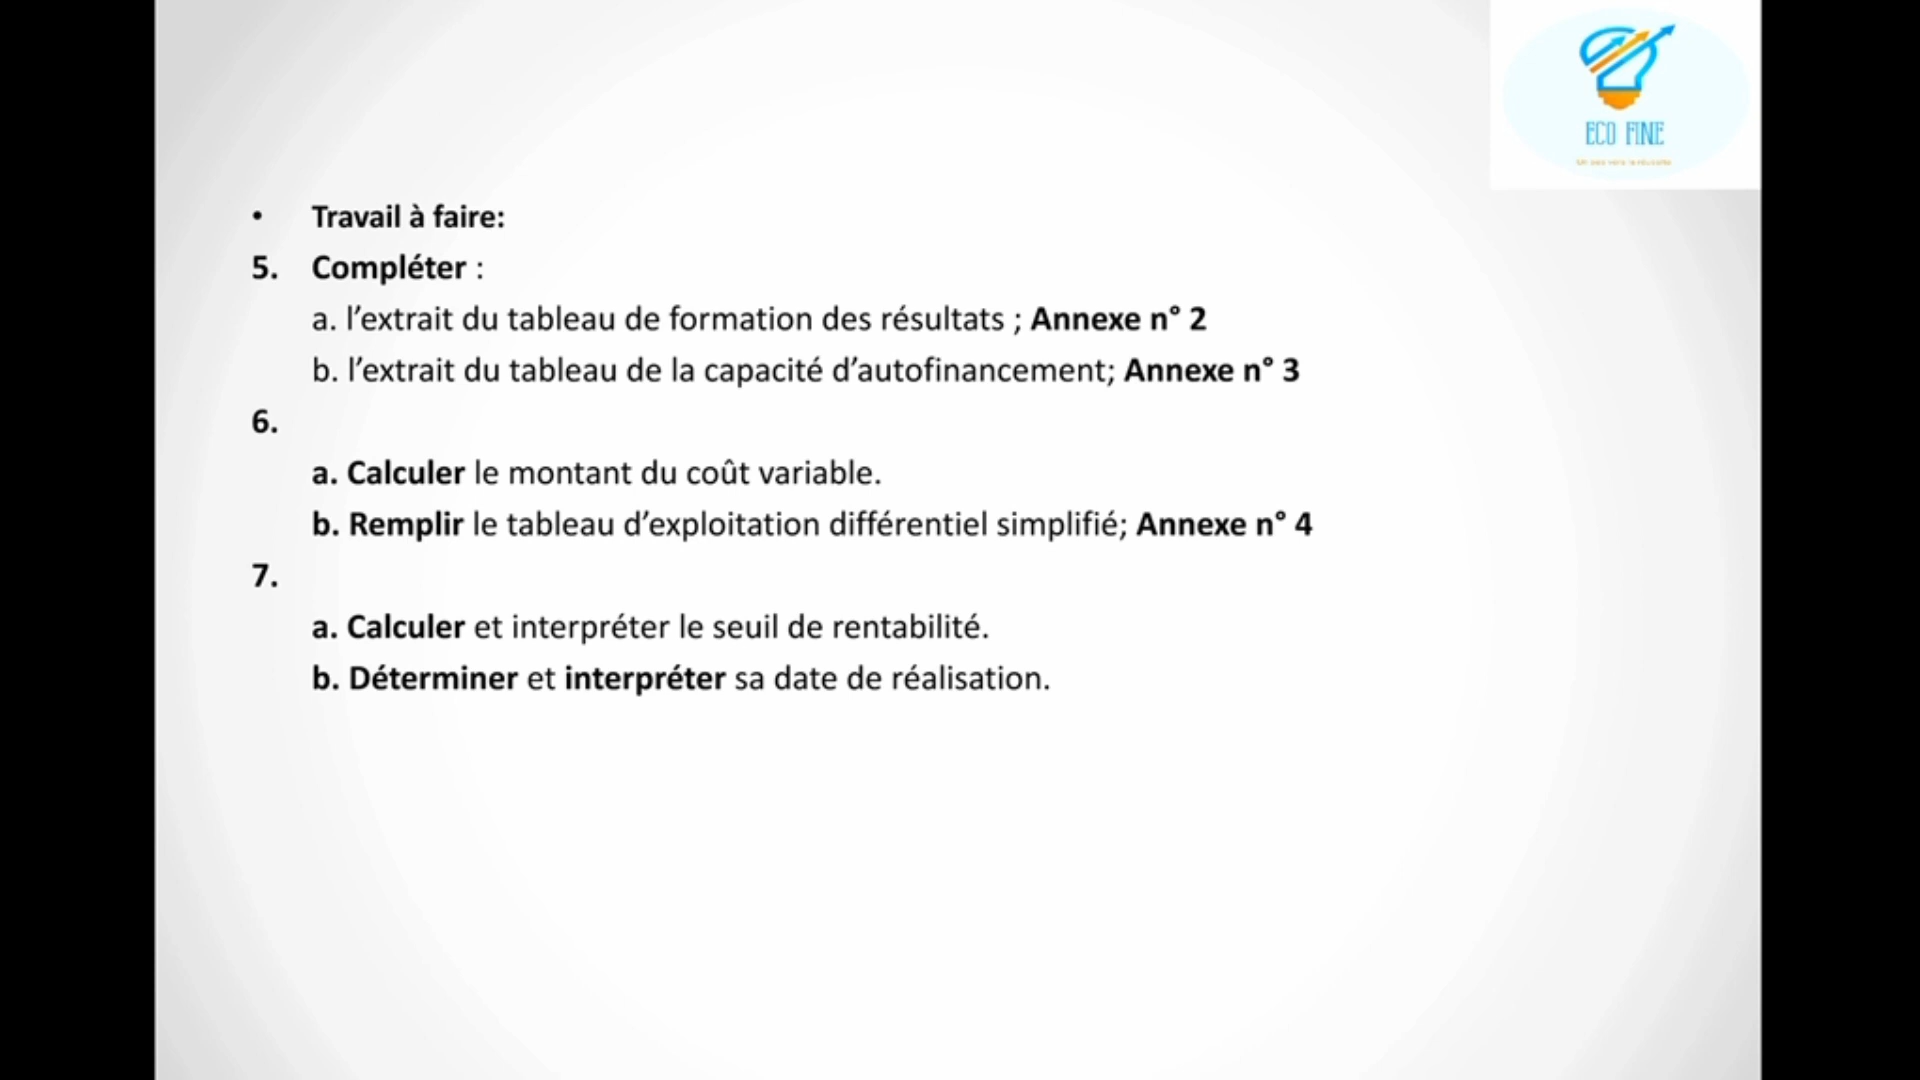 ECO FINE
• Travail à faire:
5. Compléter :
a. l’extrait du tableau de formation des résultats ; Annexe n° 2
b. l’extrait du tableau de la capacité d’autofinancement; Annexe n° 3
6.
a. Calculer le montant du coût variable.
b. Remplir le tableau d’exploitation différentiel simplifié; Annexe n° 4
7.
a. Calculer et interpréter le seuil de rentabilité.
b. Déterminer et interpréter sa date de réalisation.